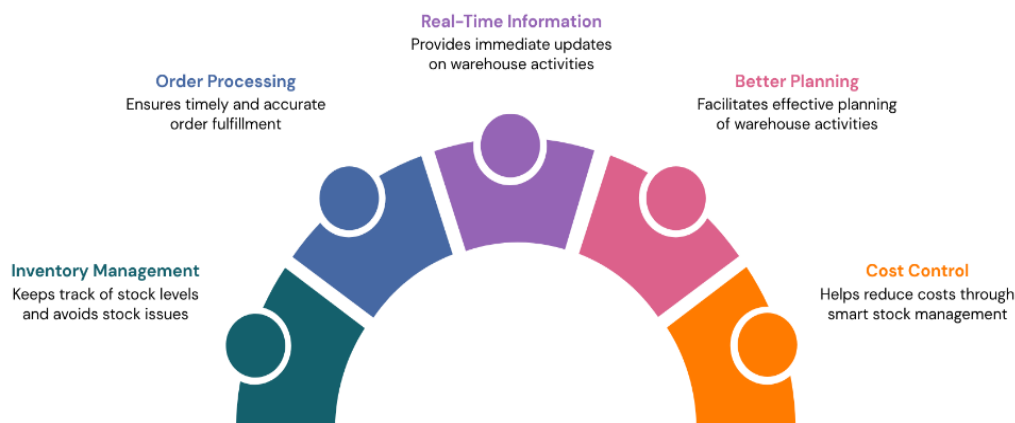 Real-Time Information
Provides immediate updates
on warehouse activities
Order Processing
Ensures timely and accurate
order fulfillment
Better Planning
Facilitates effective planning
of warehouse activities
Inventory Management
Keeps track of stock levels
and avoids stock issues
Cost Control
Helps reduce costs through
smart stock management